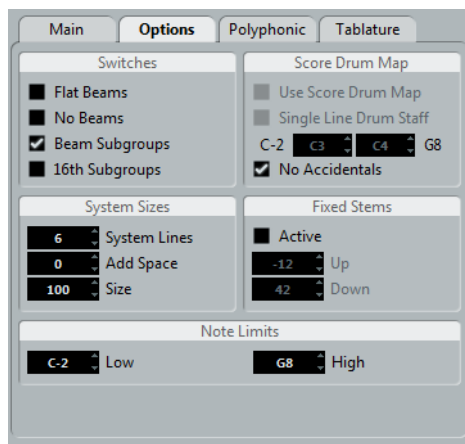 Main Options Polyphonic Tablature
Switches
Flat Beams
No Beams
Beam Subgroups
16th Subgroups
Score Drum Map
Use Score Drum Map
Single Line Drum Staff
C-2 C3 C4 G8
No Accidentals
System Sizes
6 System Lines
0 Add Space
100 Size
Fixed Stems
Active
-12 Up
42 Down
Note Limits
C-2 Low G8 High